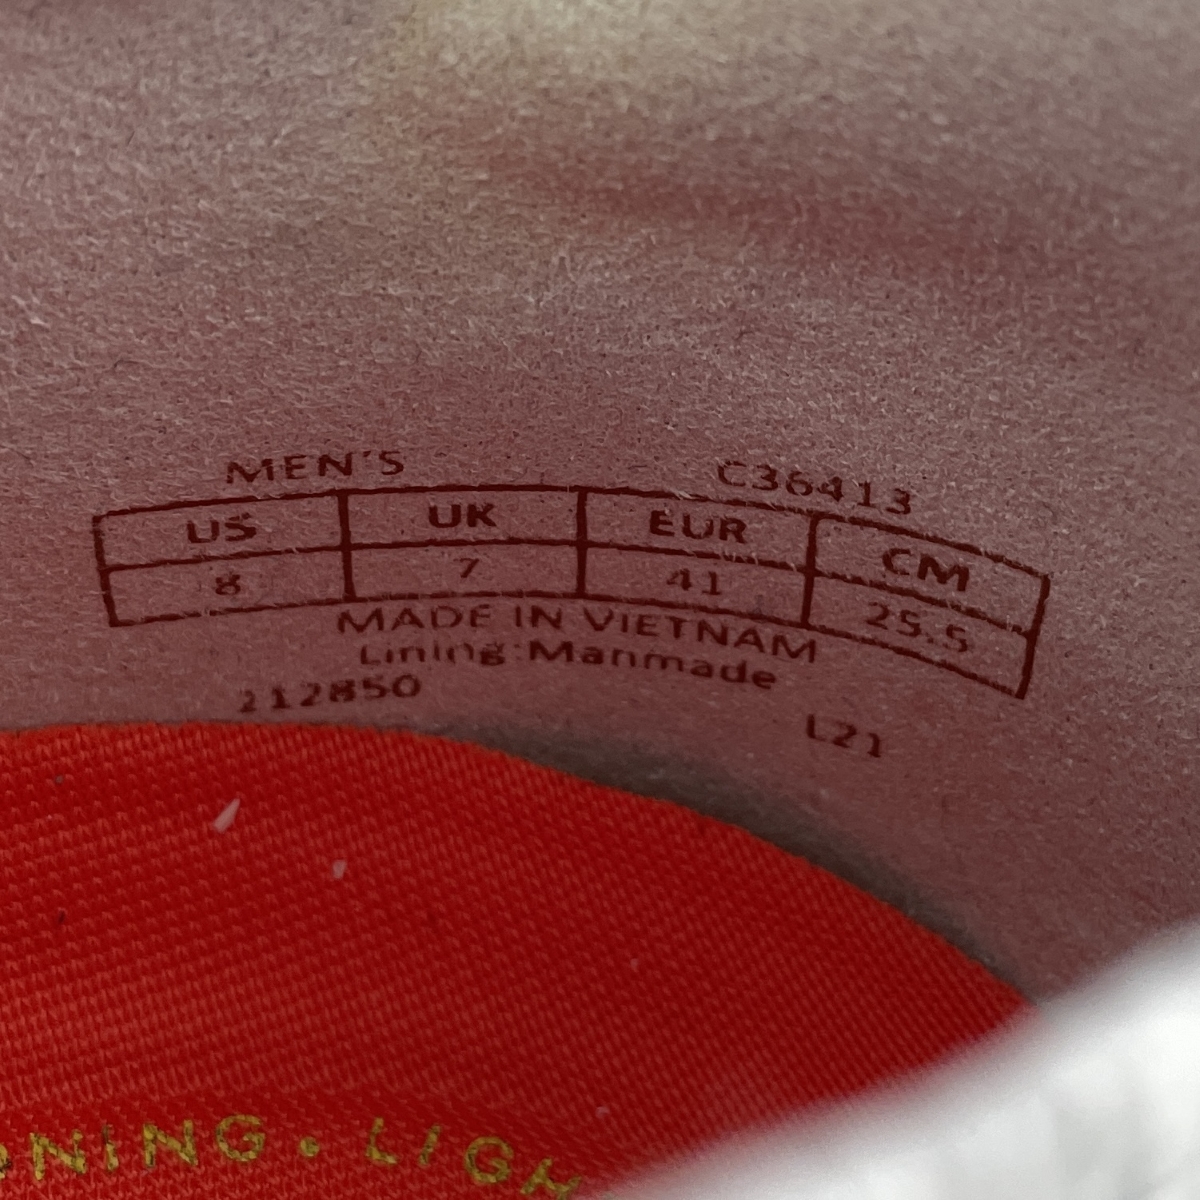 MEN'S C36413
US UK EUR CM
8 7 41 25.5
MADE IN VIETNAM
Lining:Manmade
212850 L21
NING • LIGH